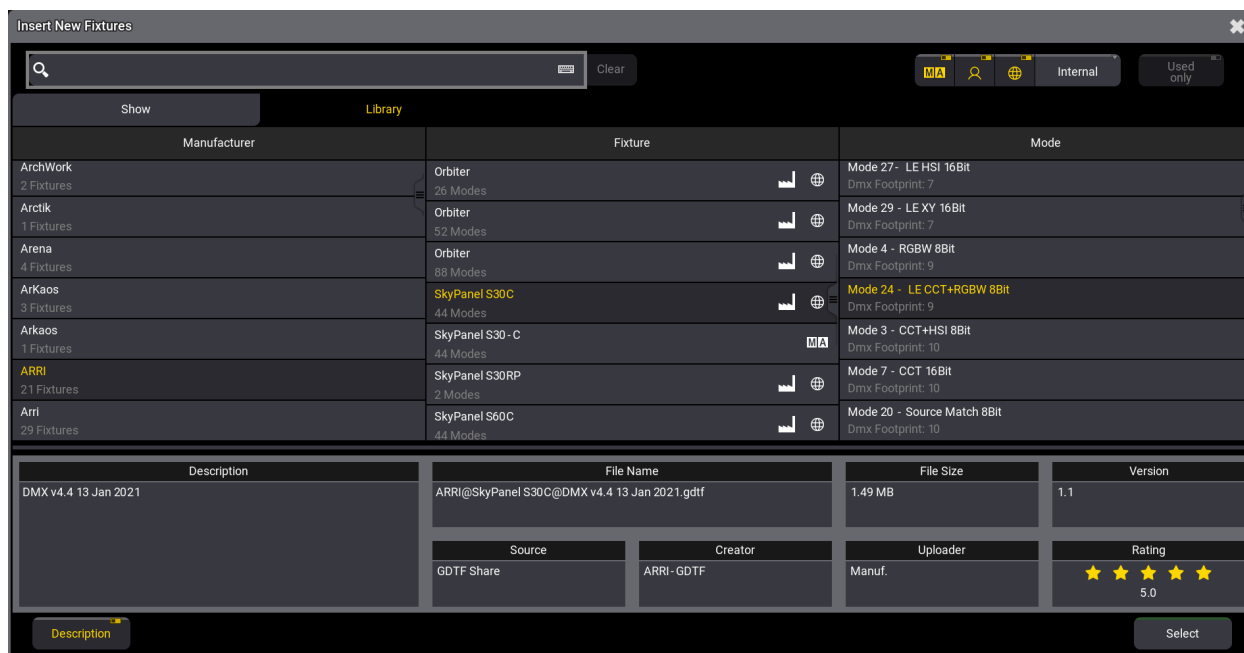 Insert New Fixtures
Clear
MA
Internal
Used only
Show
Library
Manufacturer
Fixture
Mode
ArchWork
2 Fixtures
Arctik
1 Fixtures
Arena
4 Fixtures
ArKaos
3 Fixtures
Arkaos
1 Fixtures
ARRI
21 Fixtures
Arri
29 Fixtures
Orbiter
26 Modes
Orbiter
52 Modes
Orbiter
88 Modes
SkyPanel S30C
44 Modes
SkyPanel S30-C
44 Modes
MA
SkyPanel S30RP
2 Modes
SkyPanel S60C
44 Modes
Mode 27- LE HSI 16Bit
Dmx Footprint: 7
Mode 29 - LE XY 16Bit
Dmx Footprint: 7
Mode 4 - RGBW 8Bit
Dmx Footprint: 9
Mode 24 - LE CCT+RGBW 8Bit
Dmx Footprint: 9
Mode 3 - CCT+HSI 8Bit
Dmx Footprint: 10
Mode 7 - CCT 16Bit
Dmx Footprint: 10
Mode 20 - Source Match 8Bit
Dmx Footprint: 10
Description
DMX v4.4 13 Jan 2021
File Name
ARRI@SkyPanel S30C@DMX v4.4 13 Jan 2021.gdtf
File Size
1.49 MB
Version
1.1
Source
GDTF Share
Creator
ARRI-GDTF
Uploader
Manuf.
Rating
5.0
Description
Select